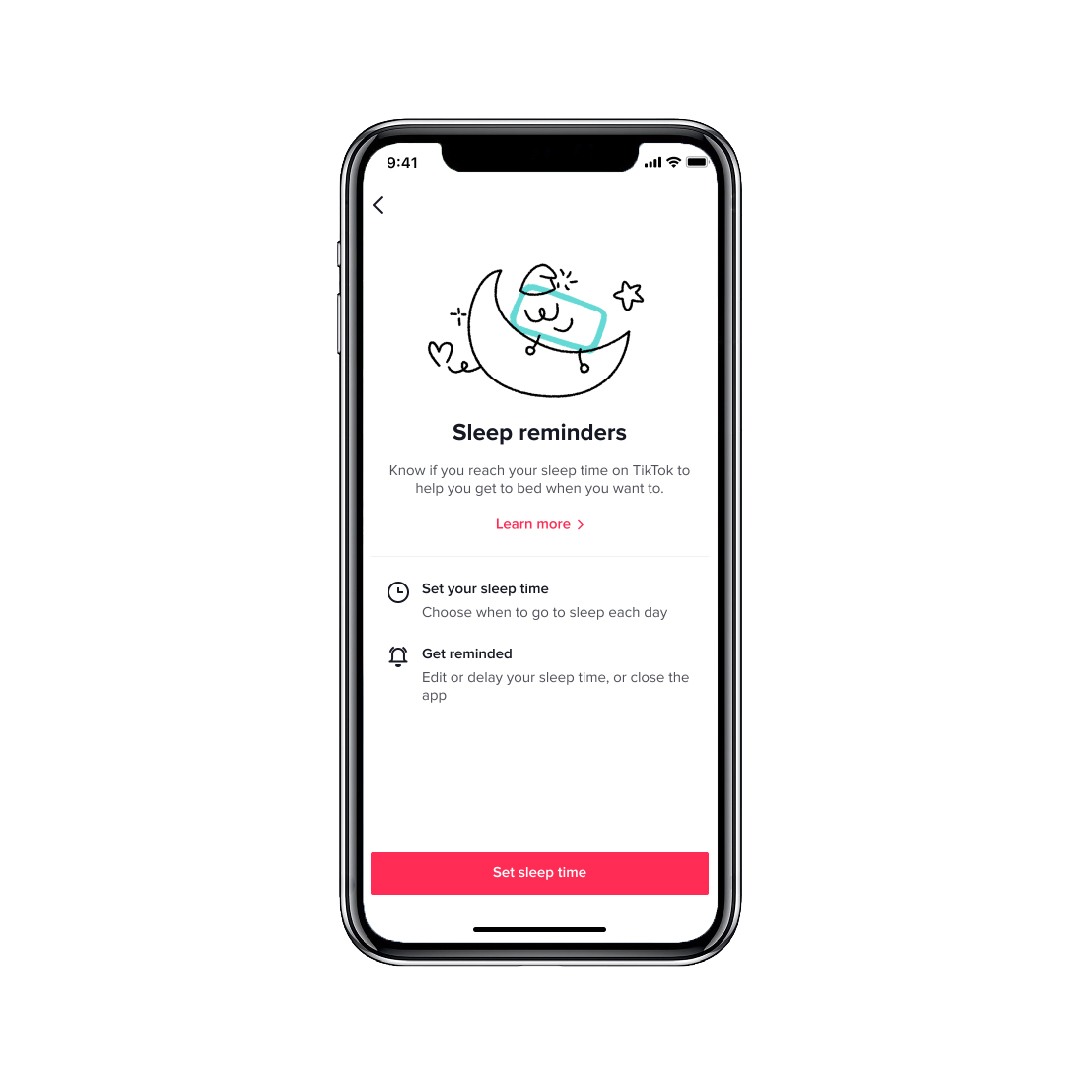 9:41
Sleep reminders
Know if you reach your sleep time on TikTok to
help you get to bed when you want to.
Learn more >
Set your sleep time
Choose when to go to sleep each day
Get reminded
Edit or delay your sleep time, or close the
app
Set sleep time